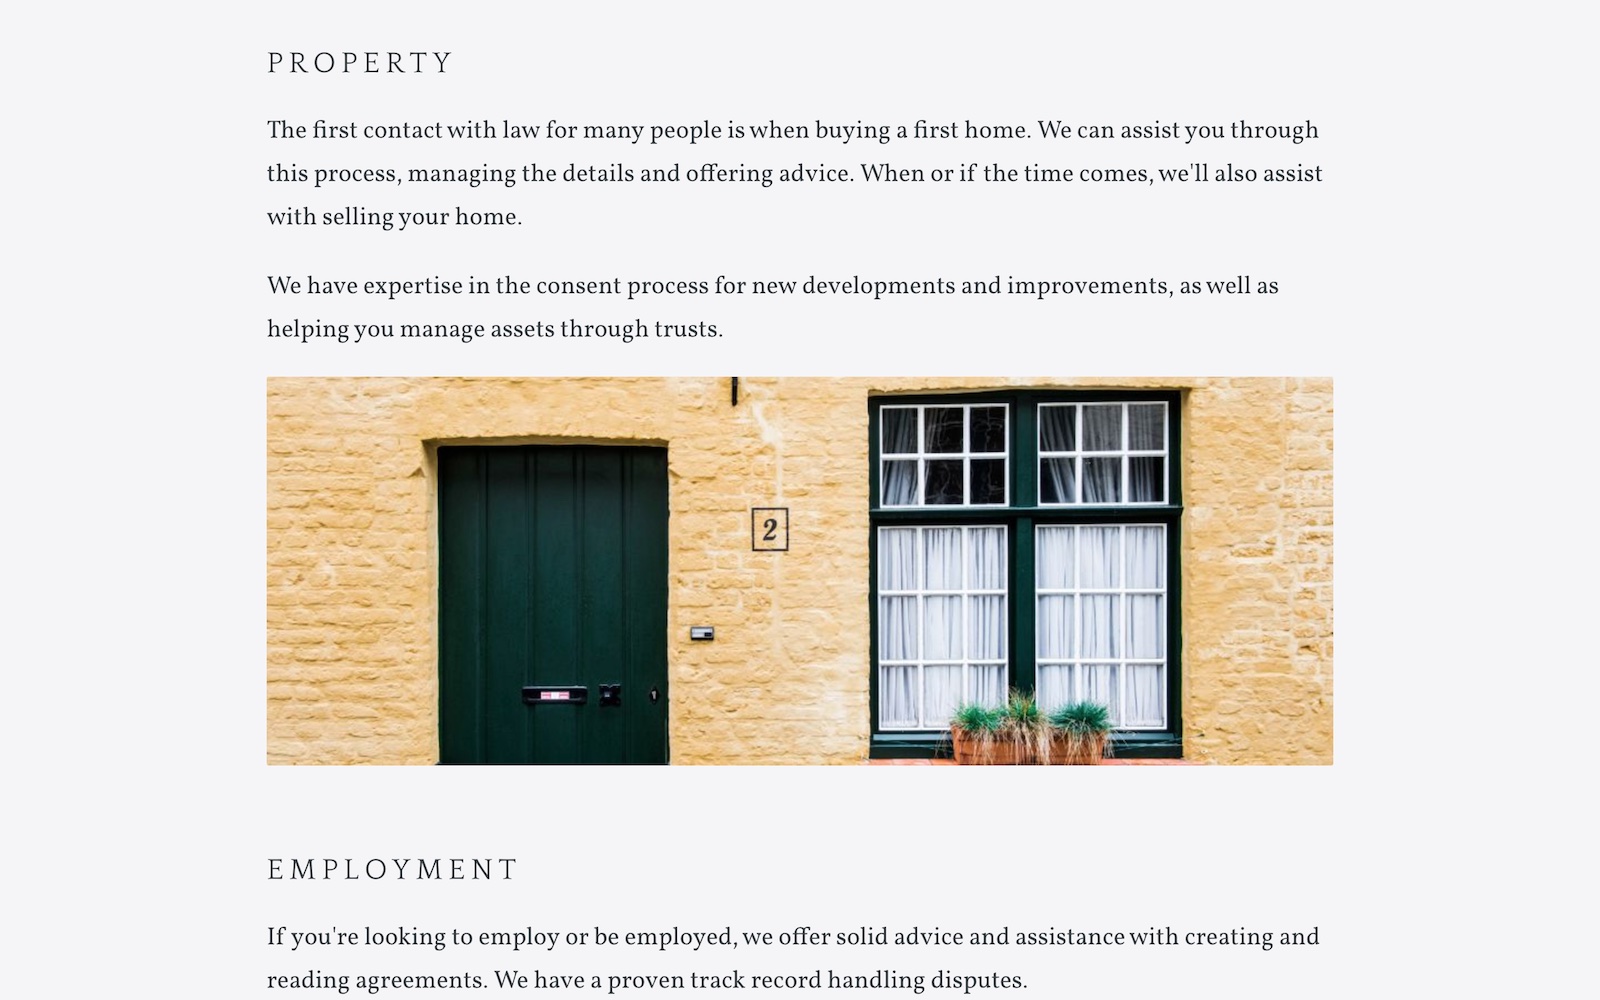 PROPERTY
The first contact with law for many people is when buying a first home. We can assist you through
this process, managing the details and offering advice. When or if the time comes, we'll also assist
with selling your home.
We have expertise in the consent process for new developments and improvements, as well as
helping you manage assets through trusts.
2
EMPLOYMENT
If you're looking to employ or be employed, we offer solid advice and assistance with creating and
reading agreements. We have a proven track record handling disputes.